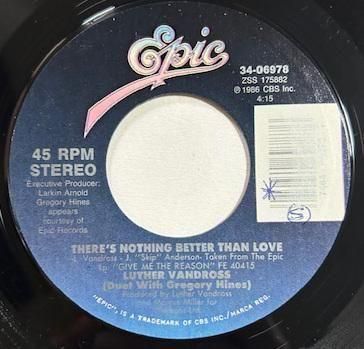 Epic
34-06978
ZSS 175882
℗ 1986 CBS Inc.
4:15
45 RPM
STEREO
Executive Producer:
Larkin Arnold
Gregory Hines
appears
courtesy of
Epic Records
THERE'S NOTHING BETTER THAN LOVE
-L. Vandross - J. "Skip" Anderson- Taken From The Epic
Lp: "GIVE ME THE REASON" FE 40415
LUTHER VANDROSS
(Duet With Gregory Hines)
Produced by Luther Vandross
Marcus Miller for
"EPIC", IS A TRADEMARK OF CBS INC./MARCA REG.